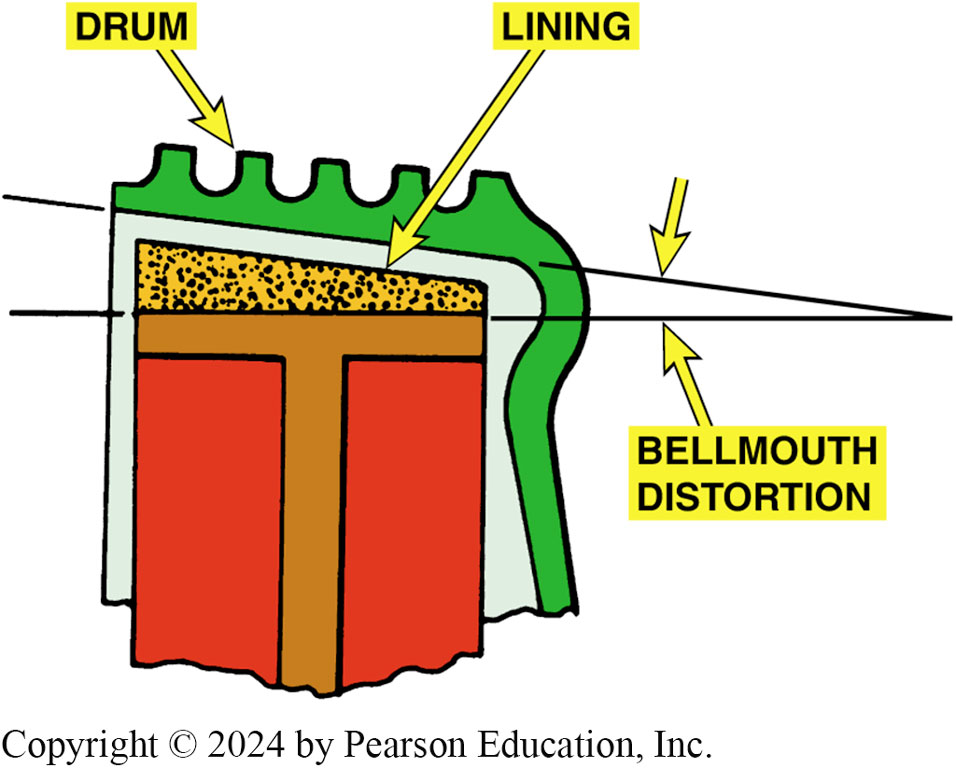 DRUM
LINING
BELLMOUTH
DISTORTION
Copyright © 2024 by Pearson Education, Inc.